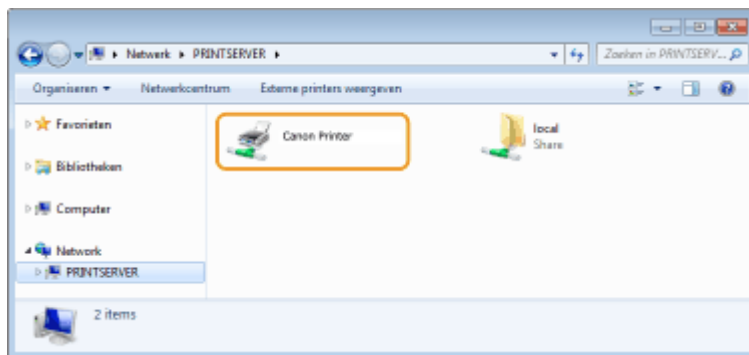 Network ▸ PRINTSERVER ▸
Zoeken in PRINTSERV...
Organiseren
Netwerkcentrum
Externe printers weergeven
Favorieten
Canon Printer
local
Share
Bibliotheken
Computer
Network
PRINTSERVER
2 items